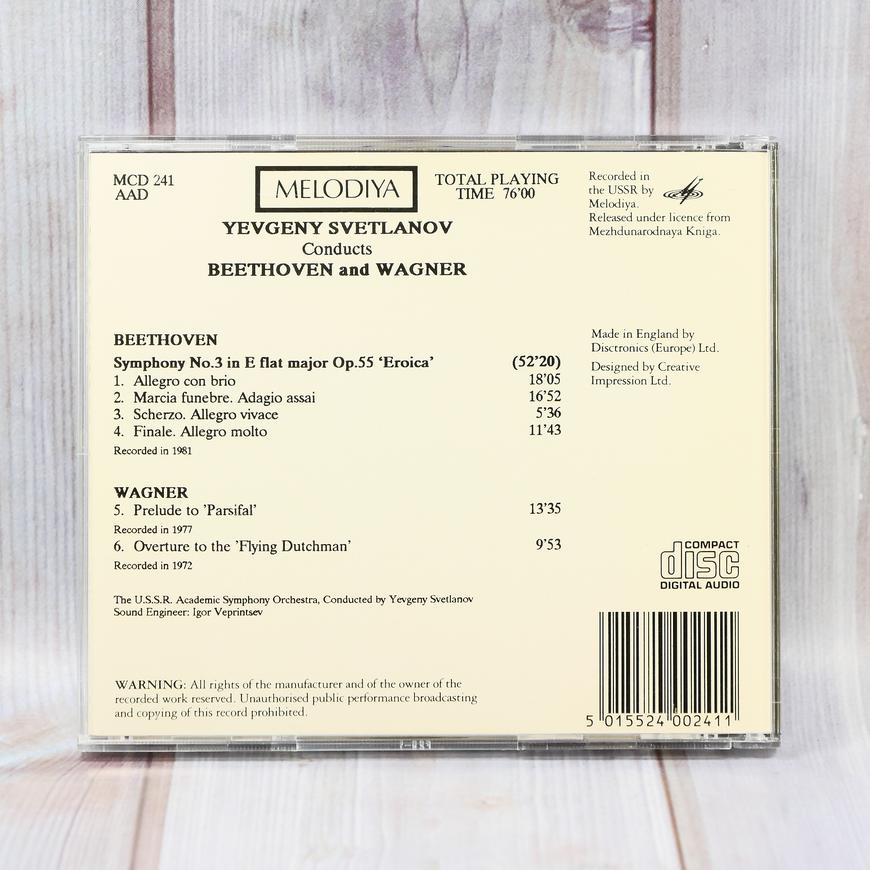 MCD 241
AAD
MELODIYA
TOTAL PLAYING
TIME 76'00
YEVGENY SVETLANOV
Conducts
BEETHOVEN and WAGNER
Recorded in
the USSR by
Melodiya.
Released under licence from
Mezhdunarodnaya Kniga.
BEETHOVEN
Symphony No.3 in E flat major Op.55 ‘Eroica’ (52’20)
1. Allegro con brio 18’05
2. Marcia funebre. Adagio assai 16’52
3. Scherzo. Allegro vivace 5’36
4. Finale. Allegro molto 11’43
Recorded in 1981
Made in England by
Disctronics (Europe) Ltd.
Designed by Creative
Impression Ltd.
WAGNER
5. Prelude to ’Parsifal’ 13’35
Recorded in 1977
6. Overture to the ’Flying Dutchman’ 9’53
Recorded in 1972
The U.S.S.R. Academic Symphony Orchestra, Conducted by Yevgeny Svetlanov
Sound Engineer: Igor Veprintsev
COMPACT
disc
DIGITAL AUDIO
WARNING: All rights of the manufacturer and of the owner of the
recorded work reserved. Unauthorised public performance broadcasting
and copying of this record prohibited.
5 015524 002411